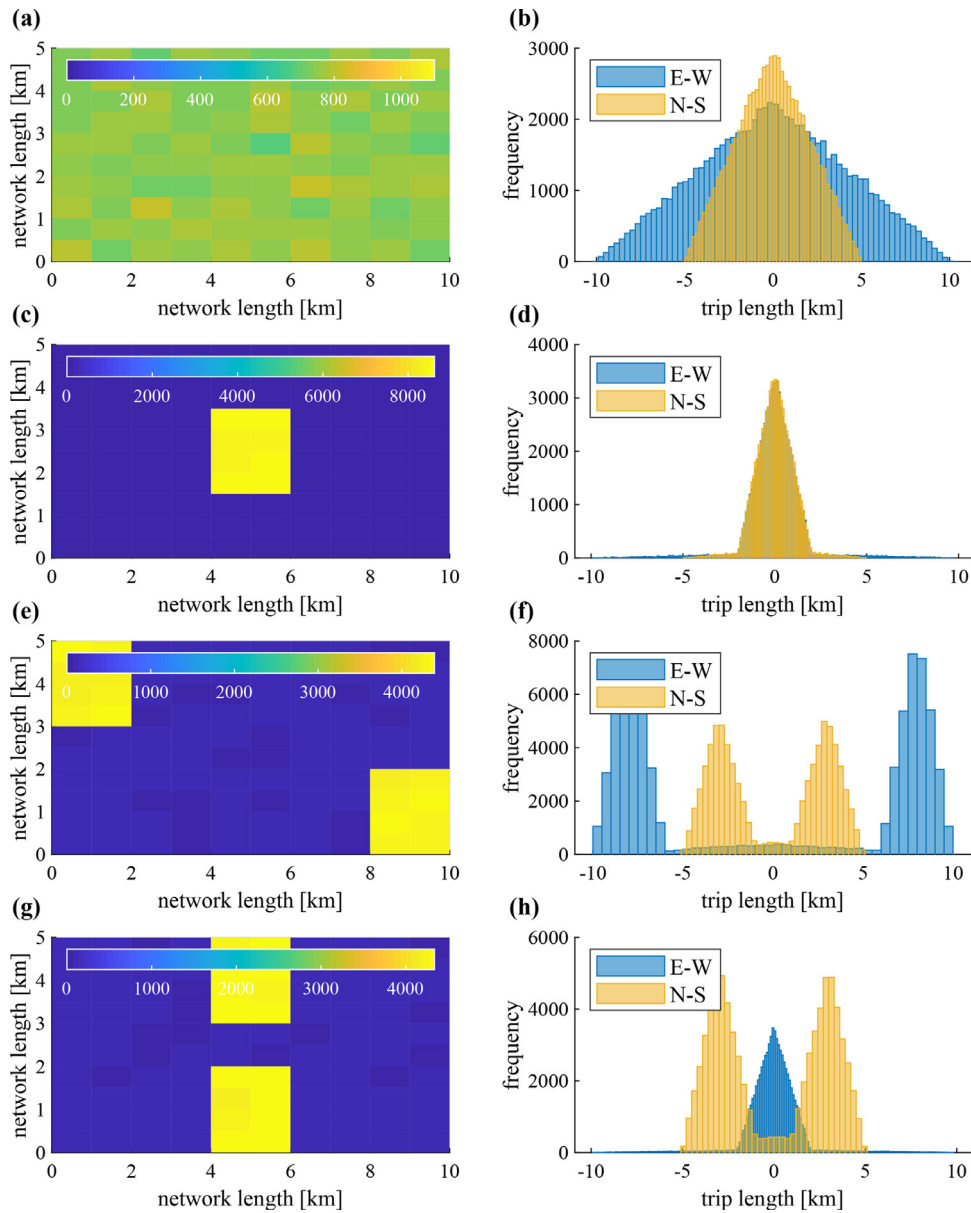 (a)
network length [km]
5
4
3
2
1
0
0 200 400 600 800 1000
0 2 4 6 8 10
network length [km]
(b)
frequency
3000
2000
1000
0
E-W
N-S
-10 -5 0 5 10
trip length [km]
(c)
network length [km]
5
4
3
2
1
0
0 2000 4000 6000 8000
0 2 4 6 8 10
network length [km]
(d)
frequency
4000
3000
2000
1000
0
E-W
N-S
-10 -5 0 5 10
trip length [km]
(e)
network length [km]
5
4
3
2
1
0
0 1000 2000 3000 4000
0 2 4 6 8 10
network length [km]
(f)
frequency
8000
6000
4000
2000
0
E-W
N-S
-10 -5 0 5 10
trip length [km]
(g)
network length [km]
5
4
3
2
1
0
0 1000 2000 3000 4000
0 2 4 6 8 10
network length [km]
(h)
frequency
6000
4000
2000
0
E-W
N-S
-10 -5 0 5 10
trip length [km]